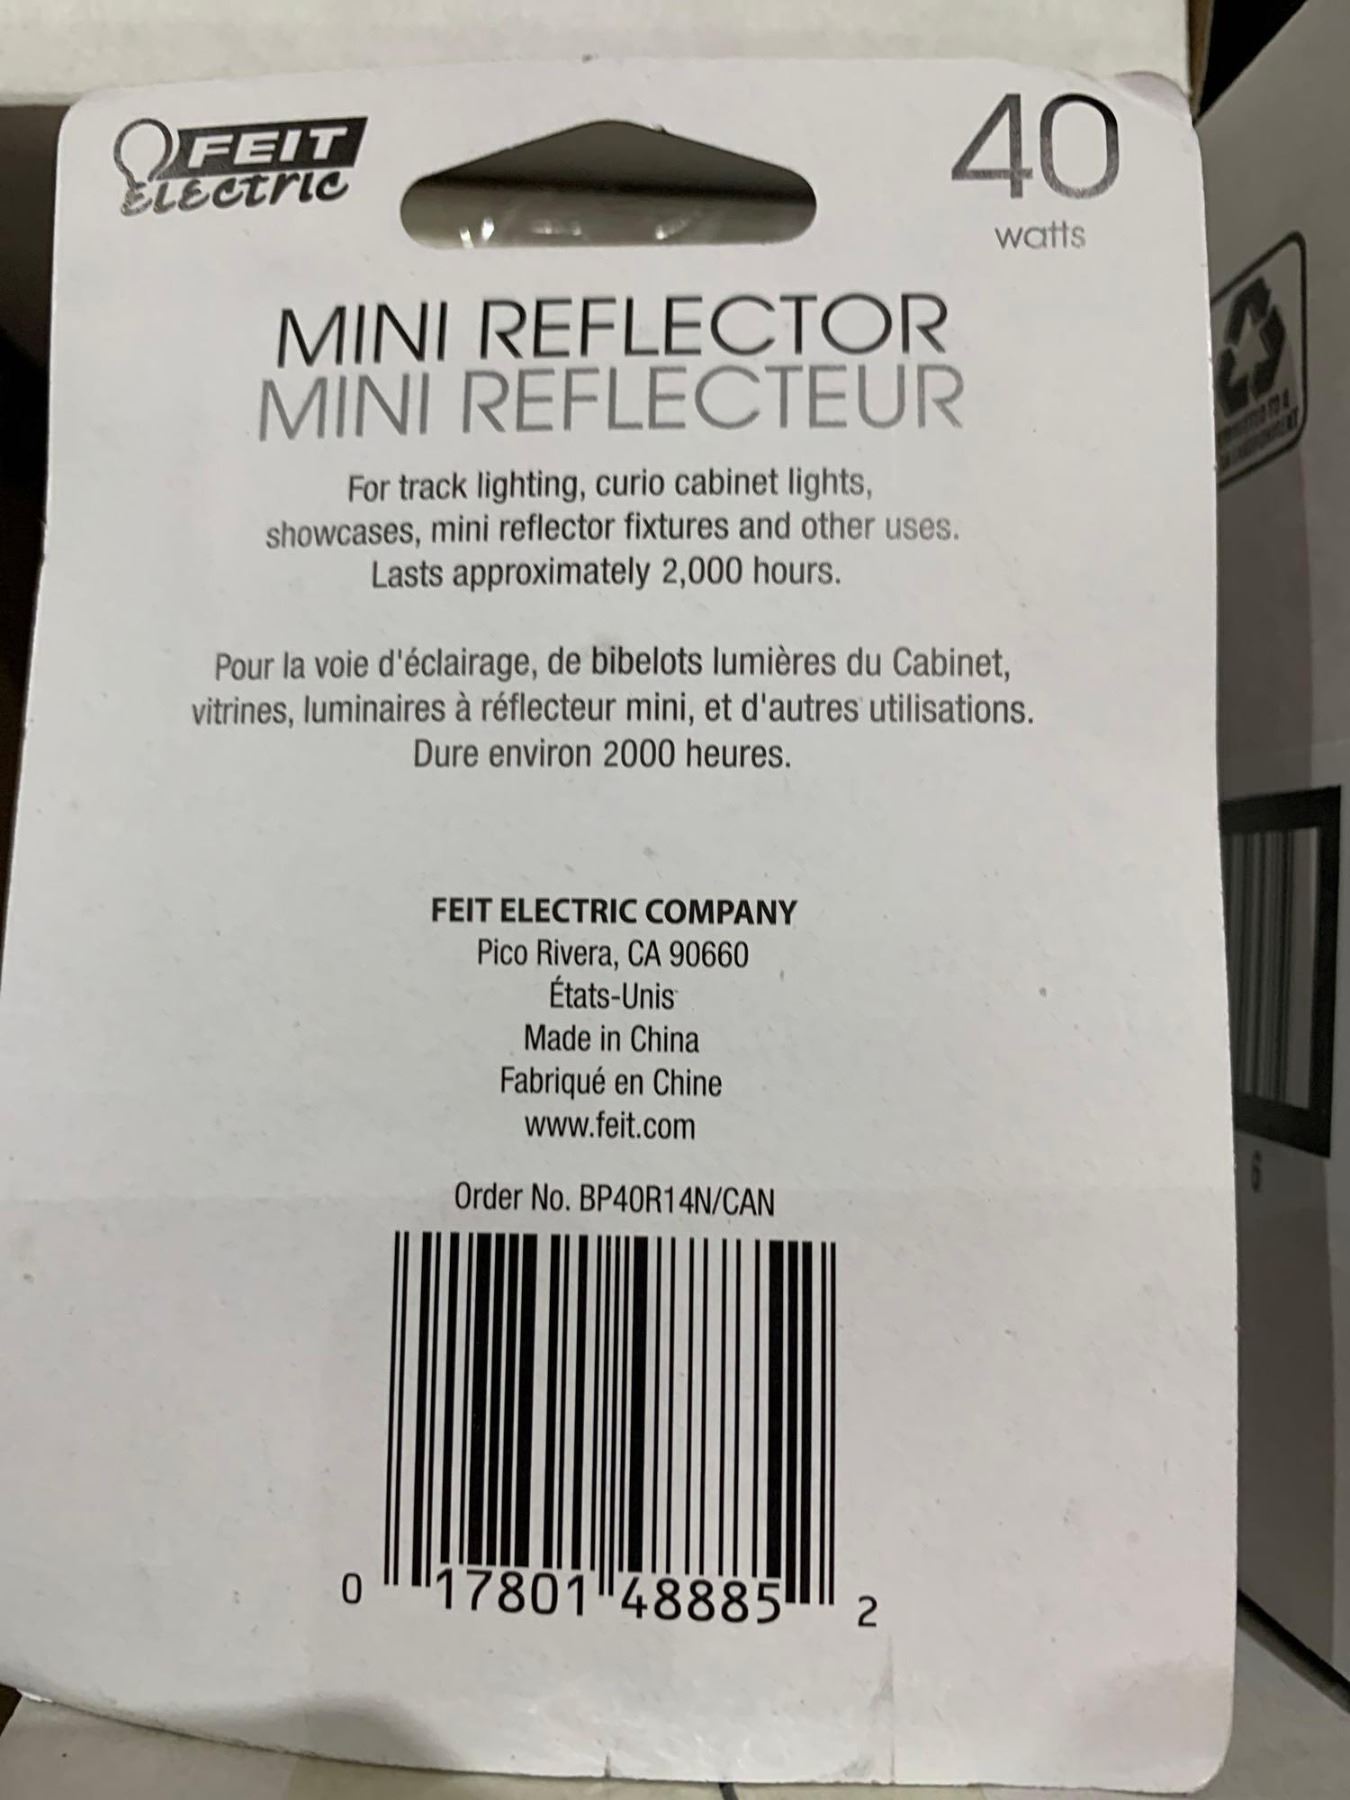 FEIT
ELECTRIC
40
watts
MINI REFLECTOR
MINI REFLECTEUR
For track lighting, curio cabinet lights,
showcases, mini reflector fixtures and other uses.
Lasts approximately 2,000 hours.
Pour la voie d'éclairage, de bibelots lumières du Cabinet,
vitrines, luminaires à réflecteur mini, et d'autres utilisations.
Dure environ 2000 heures.
FEIT ELECTRIC COMPANY
Pico Rivera, CA 90660
États-Unis
Made in China
Fabriqué en Chine
www.feit.com
Order No. BP40R14N/CAN
0 17801 48885 2
6